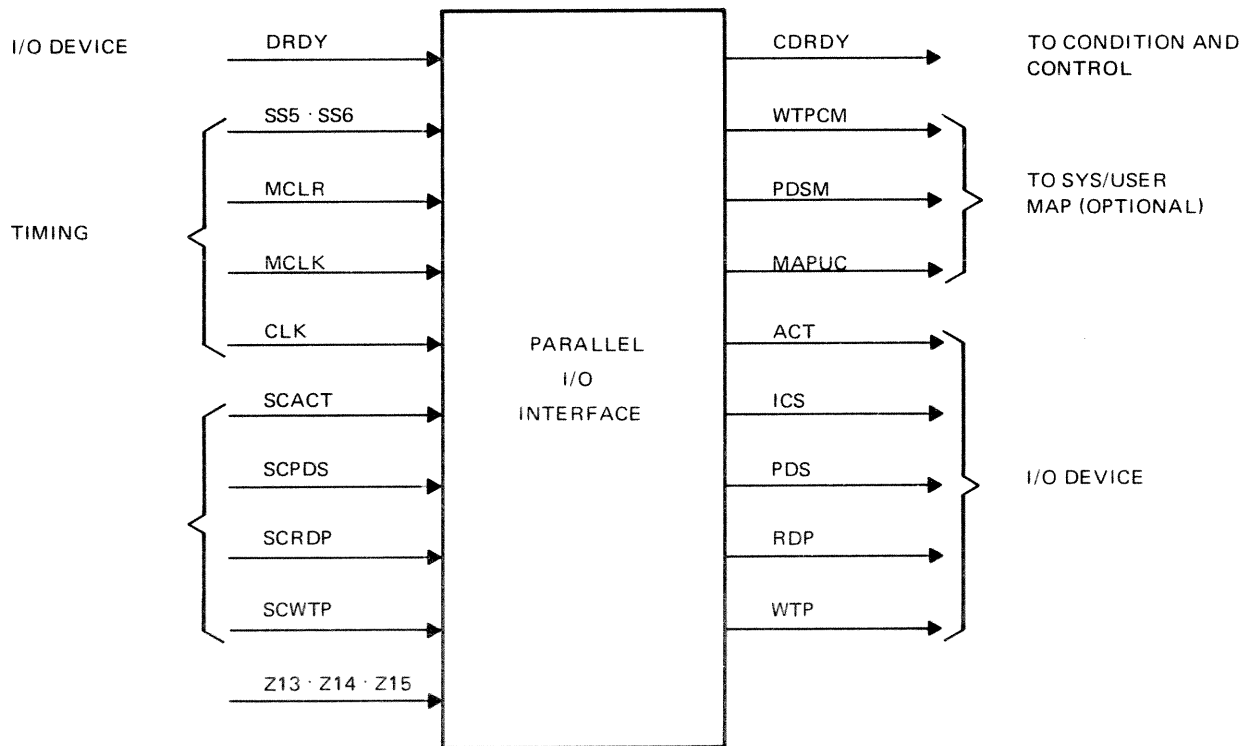 I/O DEVICE
DRDY
SS5 · SS6
MCLR
TIMING
MCLK
CLK
SCACT
SCPDS
SCRDP
SCWTP
Z13 · Z14 · Z15
PARALLEL
I/O
INTERFACE
CDRDY
TO CONDITION AND
CONTROL
WTPCM
PDSM
TO SYS/USER
MAP (OPTIONAL)
MAPUC
ACT
ICS
PDS
I/O DEVICE
RDP
WTP